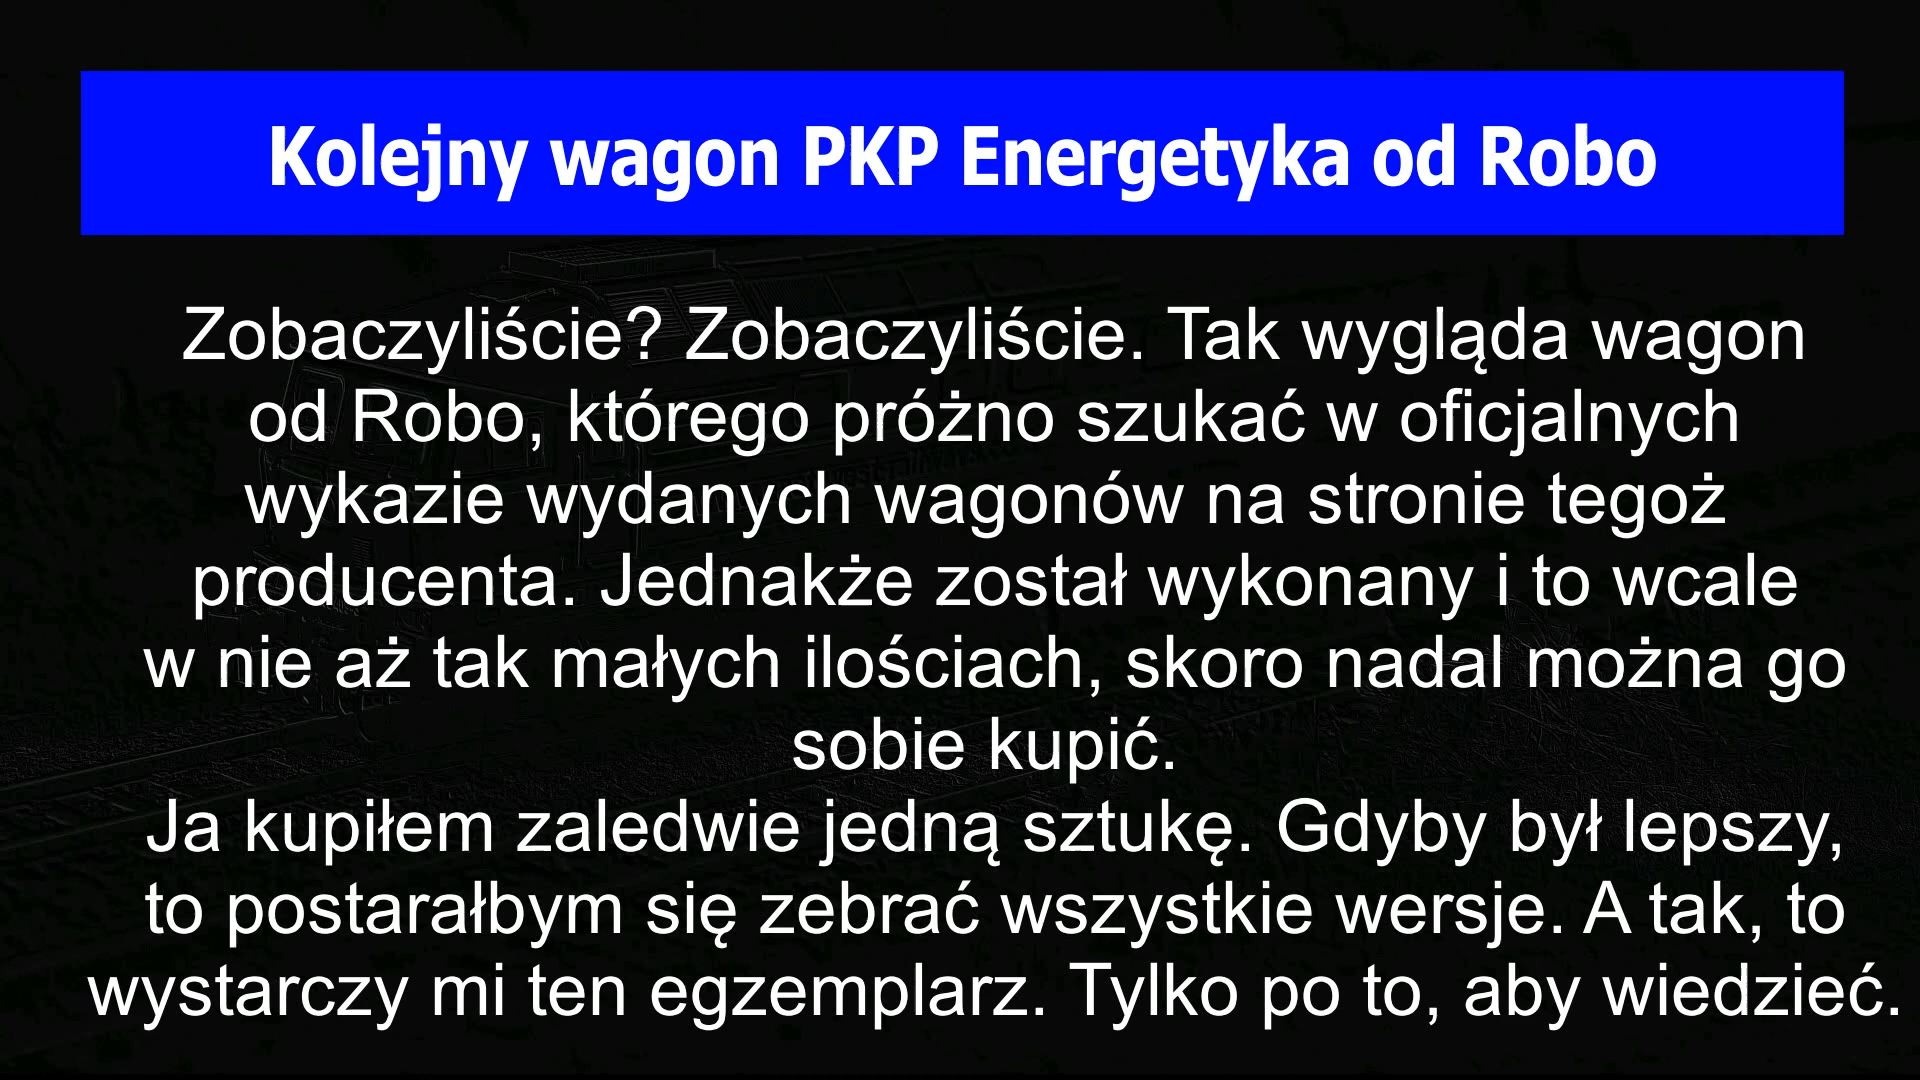 Kolejny wagon PKP Energetyka od Robo
Zobaczyliście? Zobaczyliście. Tak wygląda wagon
od Robo, którego próżno szukać w oficjalnych
wykazie wydanych wagonów na stronie tegoż
producenta. Jednakże został wykonany i to wcale
w nie aż tak małych ilościach, skoro nadal można go
sobie kupić.
Ja kupiłem zaledwie jedną sztukę. Gdyby był lepszy,
to postarałbym się zebrać wszystkie wersje. A tak, to
wystarczy mi ten egzemplarz. Tylko po to, aby wiedzieć.